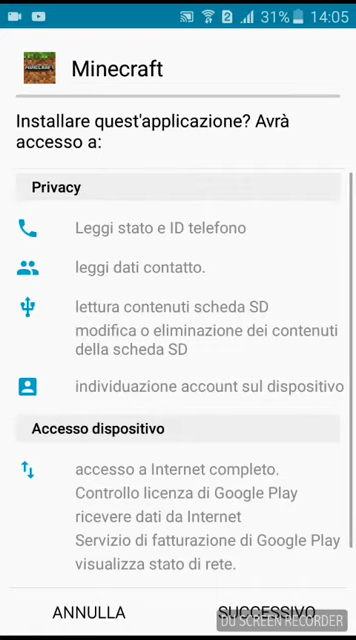 31% 14:05
Minecraft
Installare quest'applicazione? Avrà
accesso a:
Privacy
Leggi stato e ID telefono
leggi dati contatto.
lettura contenuti scheda SD
modifica o eliminazione dei contenuti
della scheda SD
individuazione account sul dispositivo
Accesso dispositivo
accesso a Internet completo.
Controllo licenza di Google Play
ricevere dati da Internet
Servizio di fatturazione di Google Play
visualizza stato di rete.
ANNULLA SUCCESSIVO
DU SCREEN RECORDER